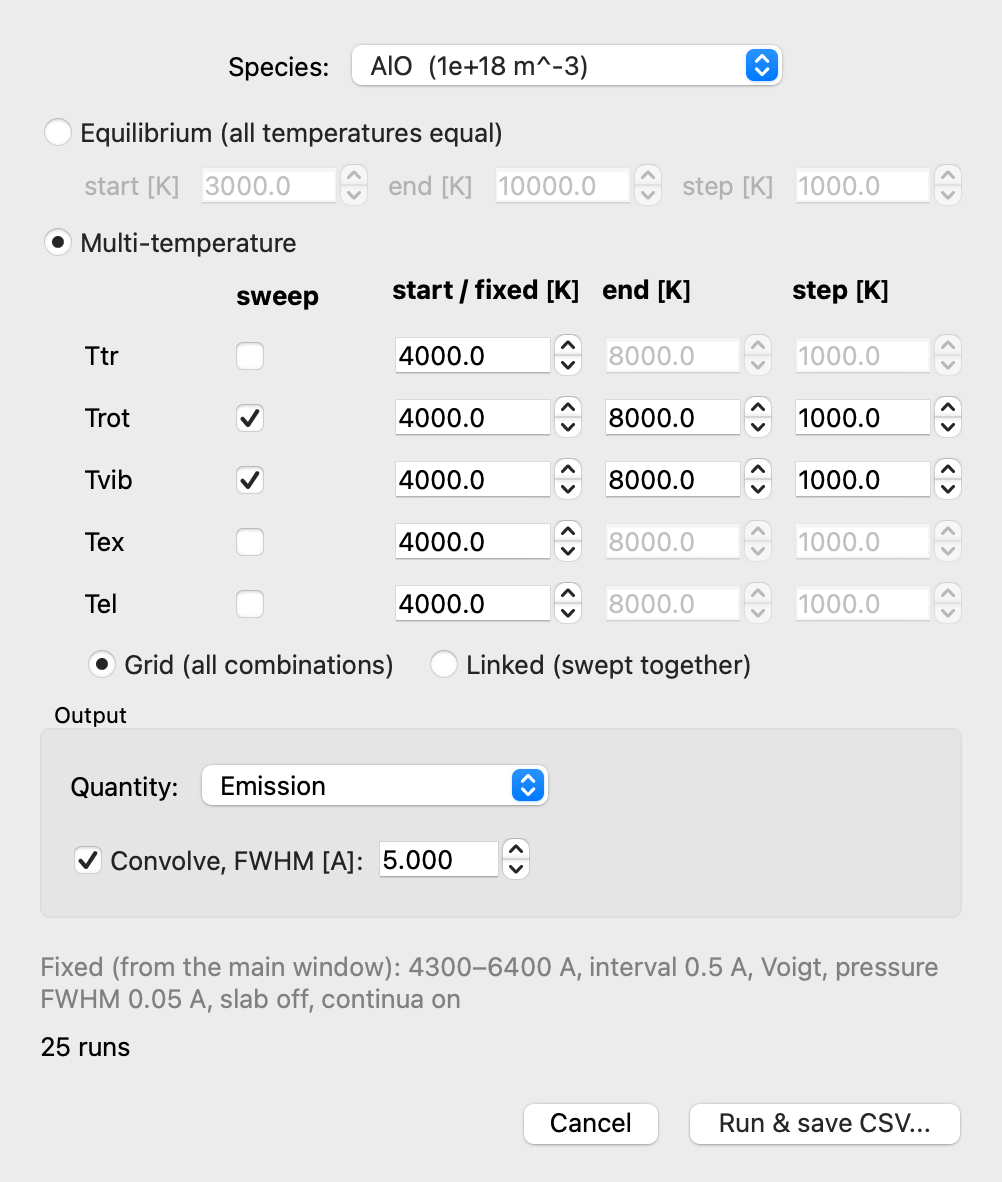 Species: AlO (1e+18 m^-3)
Equilibrium (all temperatures equal)
start [K] 3000.0 end [K] 10000.0 step [K] 1000.0
Multi-temperature
sweep start / fixed [K] end [K] step [K]
Ttr 4000.0 8000.0 1000.0
Trot 4000.0 8000.0 1000.0
Tvib 4000.0 8000.0 1000.0
Tex 4000.0 8000.0 1000.0
Tel 4000.0 8000.0 1000.0
Grid (all combinations) Linked (swept together)
Output
Quantity: Emission
Convolve, FWHM [A]: 5.000
Fixed (from the main window): 4300–6400 A, interval 0.5 A, Voigt, pressure
FWHM 0.05 A, slab off, continua on
25 runs
Cancel Run & save CSV...